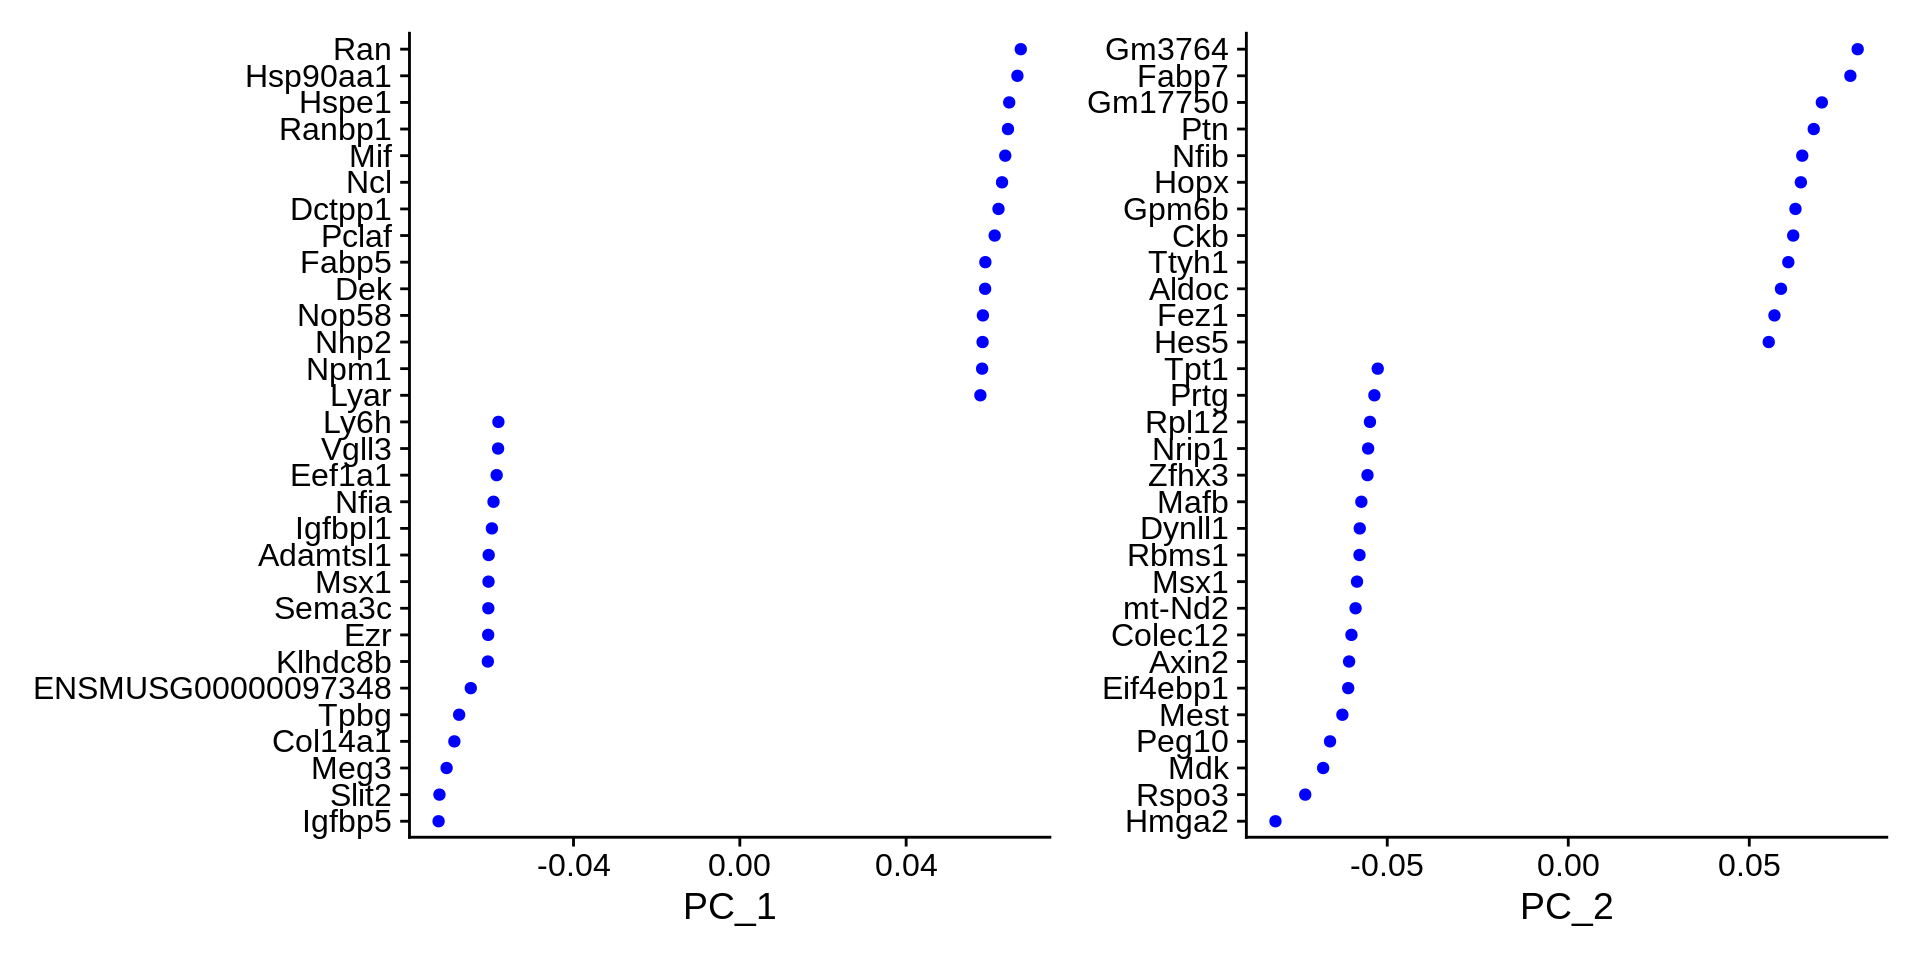 Ran
Hsp90aa1
Hspe1
Ranbp1
Mif
Ncl
Dctpp1
Pclaf
Fabp5
Dek
Nop58
Nhp2
Npm1
Lyar
Ly6h
Vgll3
Eef1a1
Nfia
Igfbpl1
Adamtsl1
Msx1
Sema3c
Ezr
Klhdc8b
ENSMUSG00000097348
Tpbg
Col14a1
Meg3
Slit2
Igfbp5
-0.04 0.00 0.04
PC_1
Gm3764
Fabp7
Gm17750
Ptn
Nfib
Hopx
Gpm6b
Ckb
Ttyh1
Aldoc
Fez1
Hes5
Tpt1
Prtg
Rpl12
Nrip1
Zfhx3
Mafb
Dynll1
Rbms1
Msx1
mt-Nd2
Colec12
Axin2
Eif4ebp1
Mest
Peg10
Mdk
Rspo3
Hmga2
-0.05 0.00 0.05
PC_2